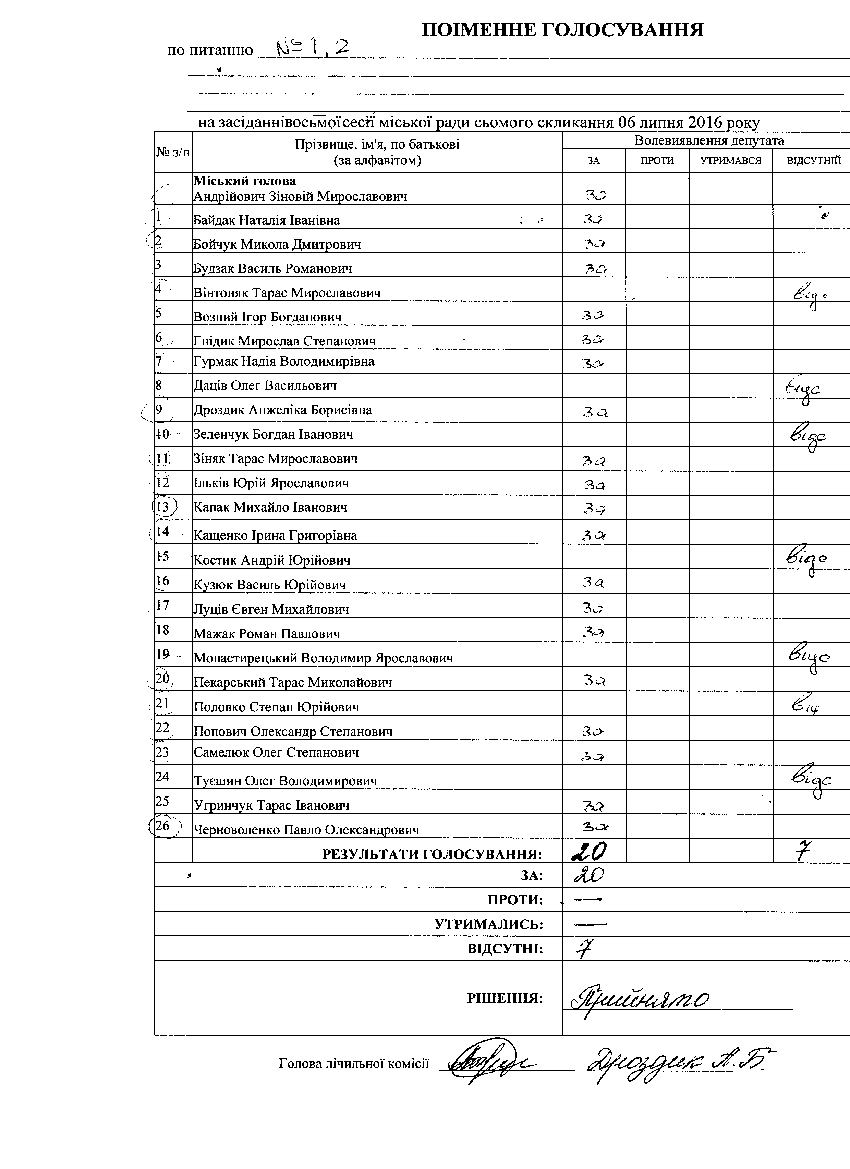 ПОІМЕННЕ ГОЛОСУВАННЯ
по питанню № 1, 2
на засіданнівосьмоїсесії міської ради сьомого скликання 06 липня 2016 року
№ з/п Прізвище, ім'я, по батькові (за алфавітом) Волевиявлення депутата
ЗА ПРОТИ УТРИМАВСЯ ВІДСУТНІЙ
Міський голова
Андрійович Зіновій Мирославович за
1 Байдак Наталія Іванівна за
2 Бойчук Микола Дмитрович за
3 Будзак Василь Романович за
4 Вінтоняк Тарас Мирославович відс
5 Возний Ігор Богданович за
6 Гнідик Мирослав Степанович за
7 Гурмак Надія Володимирівна за
8 Даців Олег Васильович відс
9 Дроздик Анжеліка Борисівна за
10 Зеленчук Богдан Іванович відс
11 Зіняк Тарас Мирославович за
12 Ільків Юрій Ярославович за
13 Капак Михайло Іванович за
14 Кащенко Ірина Григорівна за
15 Костик Андрій Юрійович відс
16 Кузюк Василь Юрійович за
17 Луців Євген Михайлович за
18 Мажак Роман Павлович за
19 Монастирецький Володимир Ярославович відс
20 Пекарський Тарас Миколайович за
21 Половко Степан Юрійович від
22 Попович Олександр Степанович за
23 Самелюк Олег Степанович за
24 Туєшин Олег Володимирович відс
25 Угринчук Тарас Іванович за
26 Черноволенко Павло Олександрович за
РЕЗУЛЬТАТИ ГОЛОСУВАННЯ: 20 7
ЗА: 20
ПРОТИ: —
УТРИМАЛИСЬ: —
ВІДСУТНІ: 7
РІШЕННЯ: Прийнято
Голова лічильної комісії Дроздик А.Б.